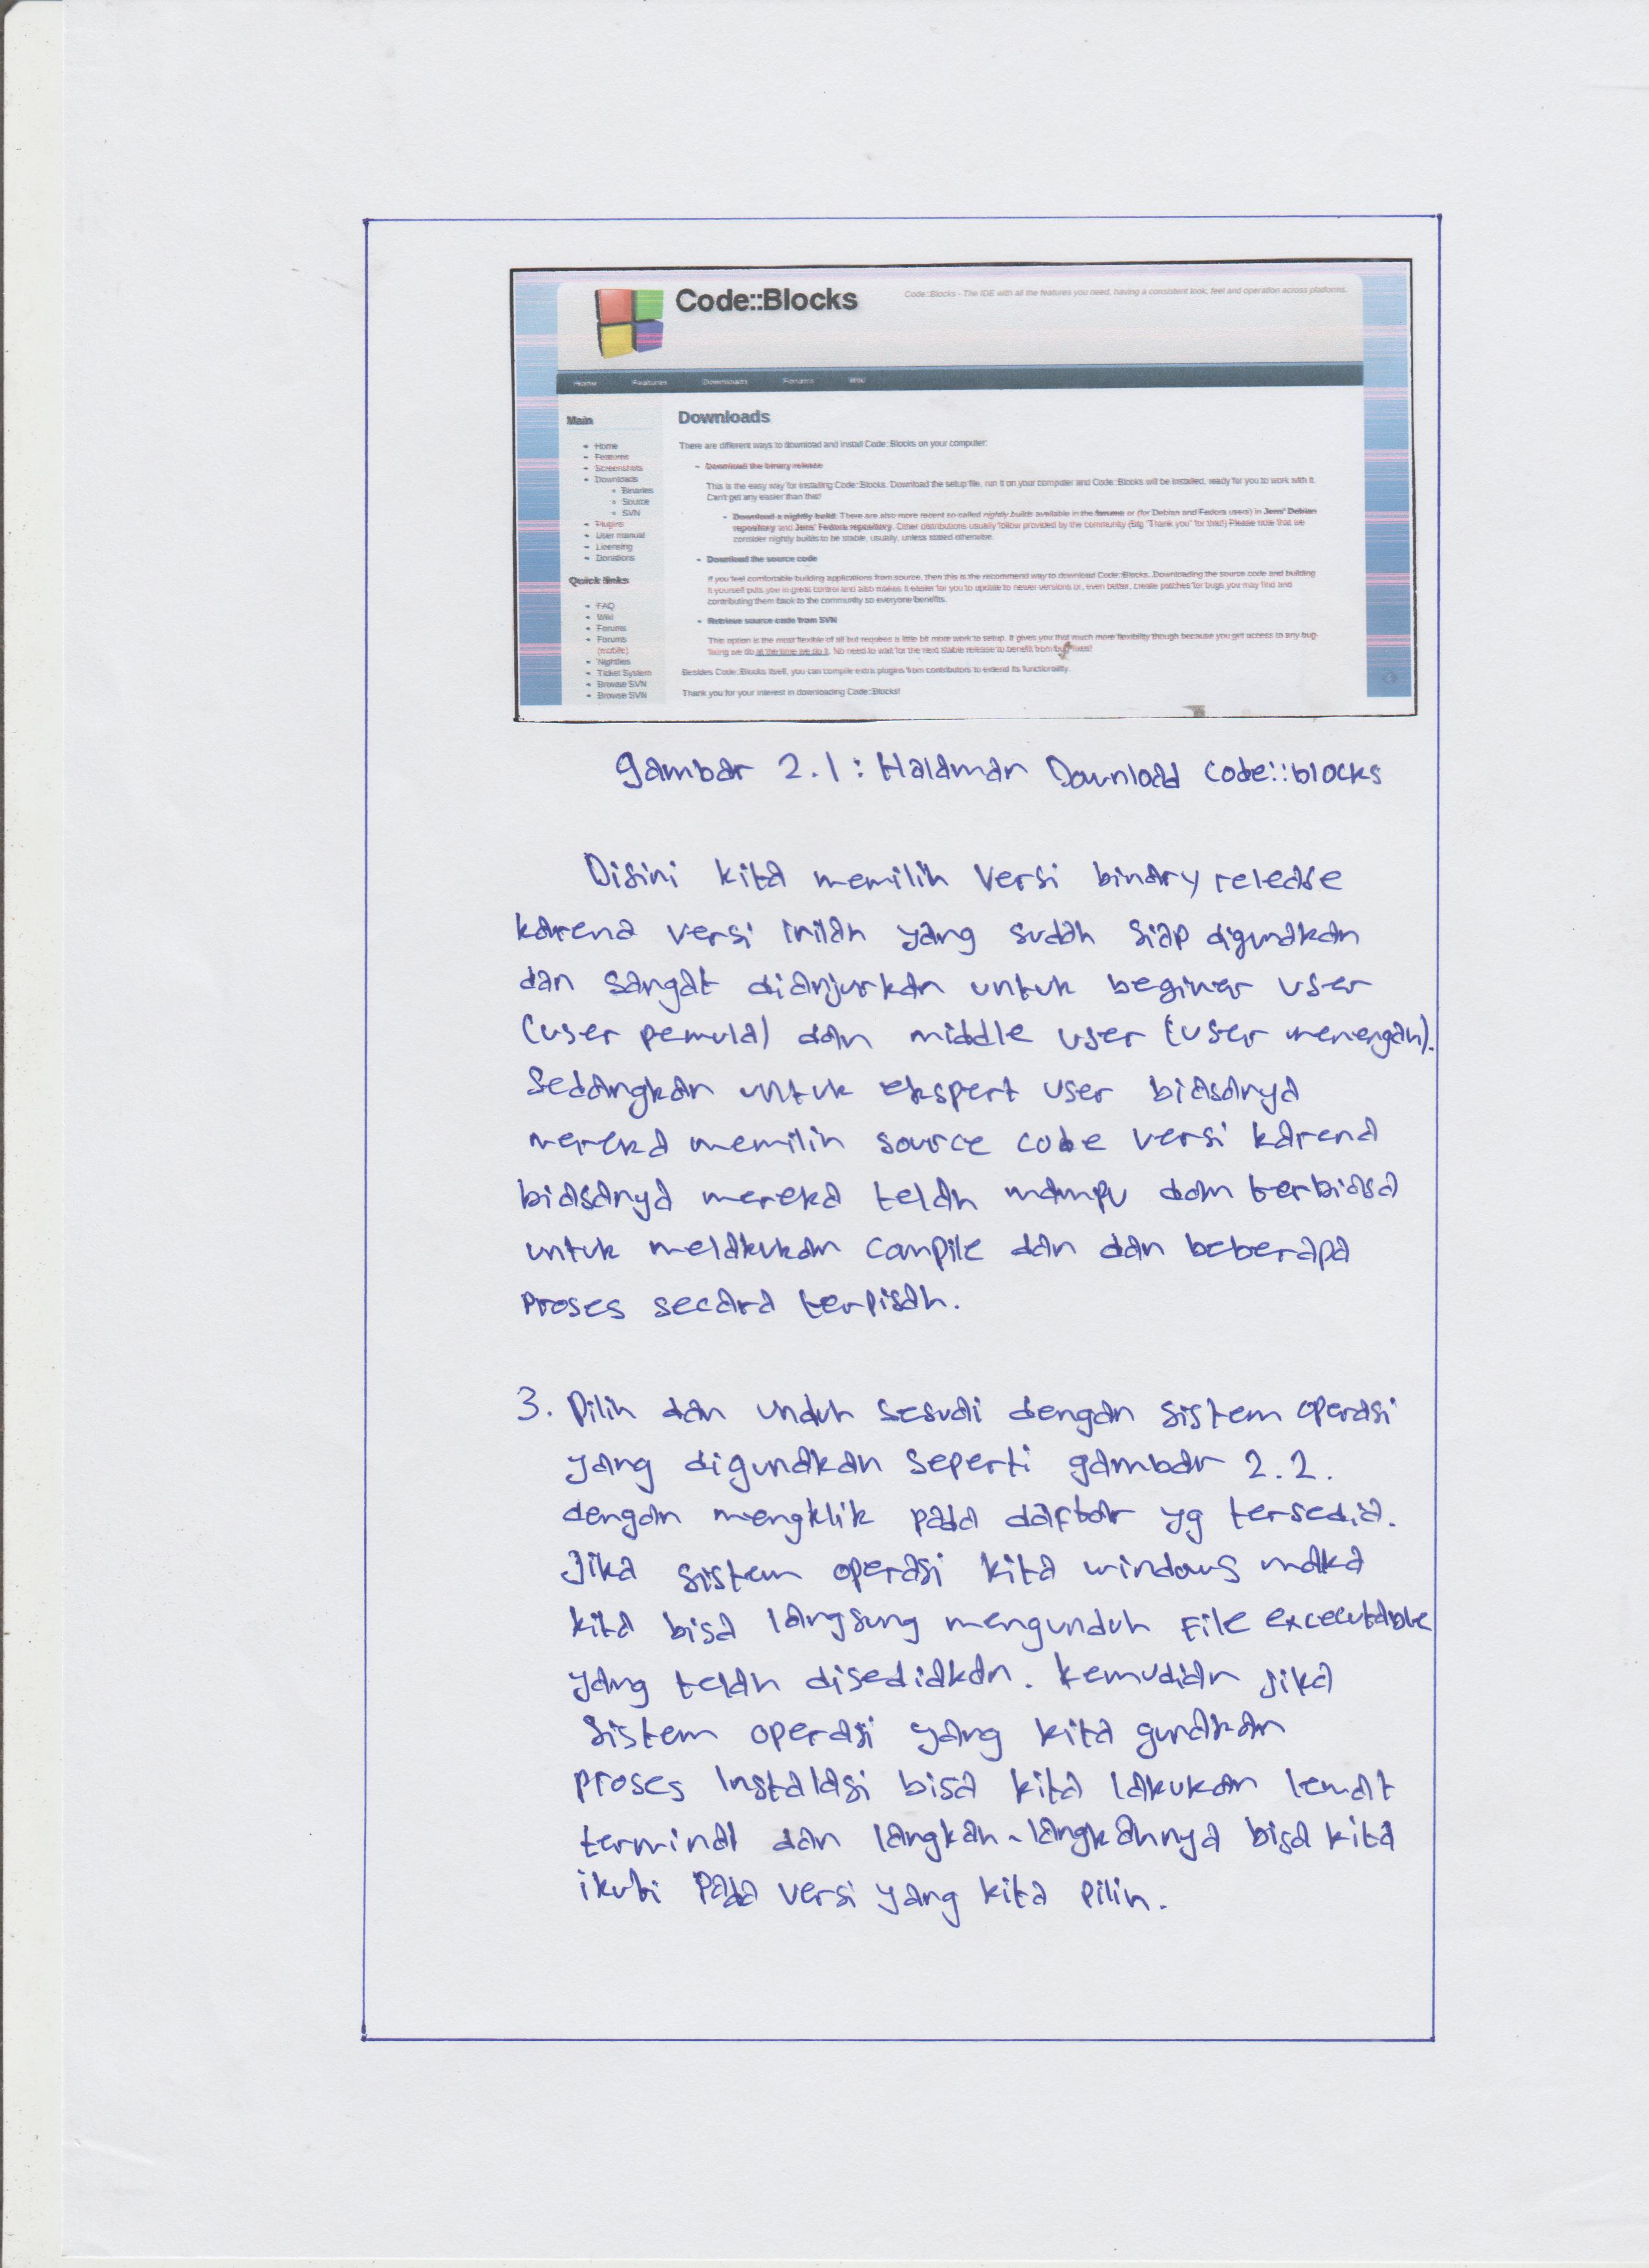 Code::Blocks
Code::Blocks - The IDE with all the features you need, having a consistent look, feel and operation across platforms.
Home Features Downloads Forums Wiki
Main
Home
Features
Screenshots
Downloads
Binaries
Source
SVN
Plugins
User manual
Licensing
Donations
Quick links
FAQ
Wiki
Forums
Forums
(mobile)
Nightlies
Ticket System
Browse SVN
Browse SVN
Downloads
There are different ways to download and install Code::Blocks on your computer:
Download the binary release
This is the easy way for installing Code::Blocks. Download the setup file, run it on your computer and Code::Blocks will be installed, ready for you to work with it.
Can't get any easier than this!
Download a nightly build: There are also more recent so-called nightly builds available in the forums or (for Debian and Fedora users) in Jens' Debian
repository and Jens' Fedora repository. Other distributions usually follow provided by the community (Big "Thank you" for that!) Please note that we
consider nightly builds to be stable, usually, unless stated otherwise.
Download the source code
If you feel comfortable building applications from source, then this is the recommend way to download Code::Blocks. Downloading the source code and building
it yourself puts you in great control and also makes it easier for you to update to newer versions or, even better, create patches for bugs you may find and
contributing them back to the community so everyone benefits.
Retrieve source code from SVN
This option is the most flexible of all but requires a little bit more work to setup. It gives you that much more flexibility though because you get access to any bug-
fixing we do at the time we do it. No need to wait for the next stable release to benefit from bug-fixes!
Besides Code::Blocks itself, you can compile extra plugins from contributors to extend its functionality.
Thank you for your interest in downloading Code::Blocks!
Gambar 2.1: Halaman Download Code::blocks
Disini kita memilih versi binary release
karena versi inilah yang sudah siap digunakan
dan sangat dianjurkan untuk beginer user
(user pemula) dan middle user (user menengah).
Sedangkan untuk ekspert user biasanya
mereka memilih source code versi karena
biasanya mereka telah mampu dan terbiasa
untuk melakukan compile dan dan beberapa
proses secara terpisah.
3. Pilih dan unduh sesuai dengan sistem operasi
yang digunakan seperti gambar 2.2.
dengan mengklik pada daftar yg tersedia.
Jika sistem operasi kita windows maka
kita bisa langsung mengunduh File excecutable
yang telah disediakan. kemudian jika
sistem operasi yang kita gunakan
proses Instalasi bisa kita lakukan lewat
terminal dan langkah-langkahnya bisa kita
ikuti pada versi yang kita pilih.